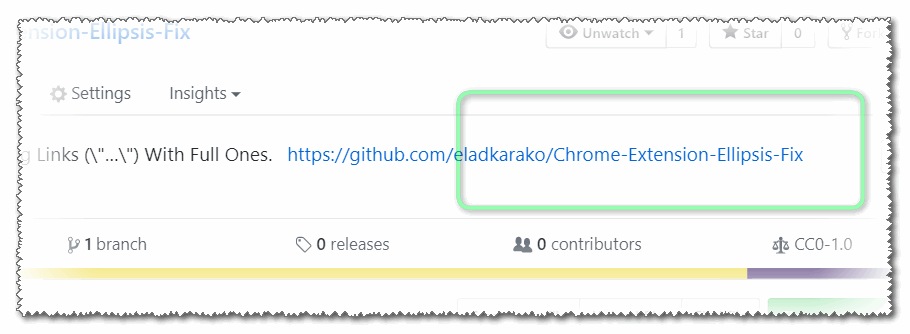 nsion-Ellipsis-Fix Unwatch 1 Star 0 Fork
Settings Insights
g Links (\"...\") With Full Ones. https://github.com/eladkarako/Chrome-Extension-Ellipsis-Fix
1 branch 0 releases 0 contributors CC0-1.0